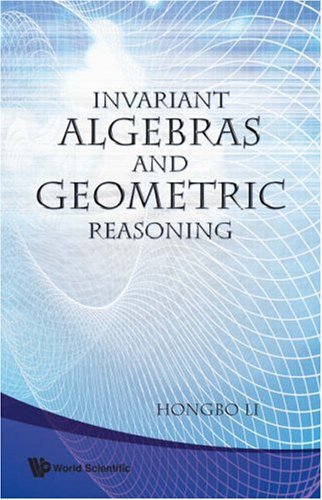 INVARIANT
ALGEBRAS
AND
GEOMETRIC
REASONING
HONGBO LI
World Scientific